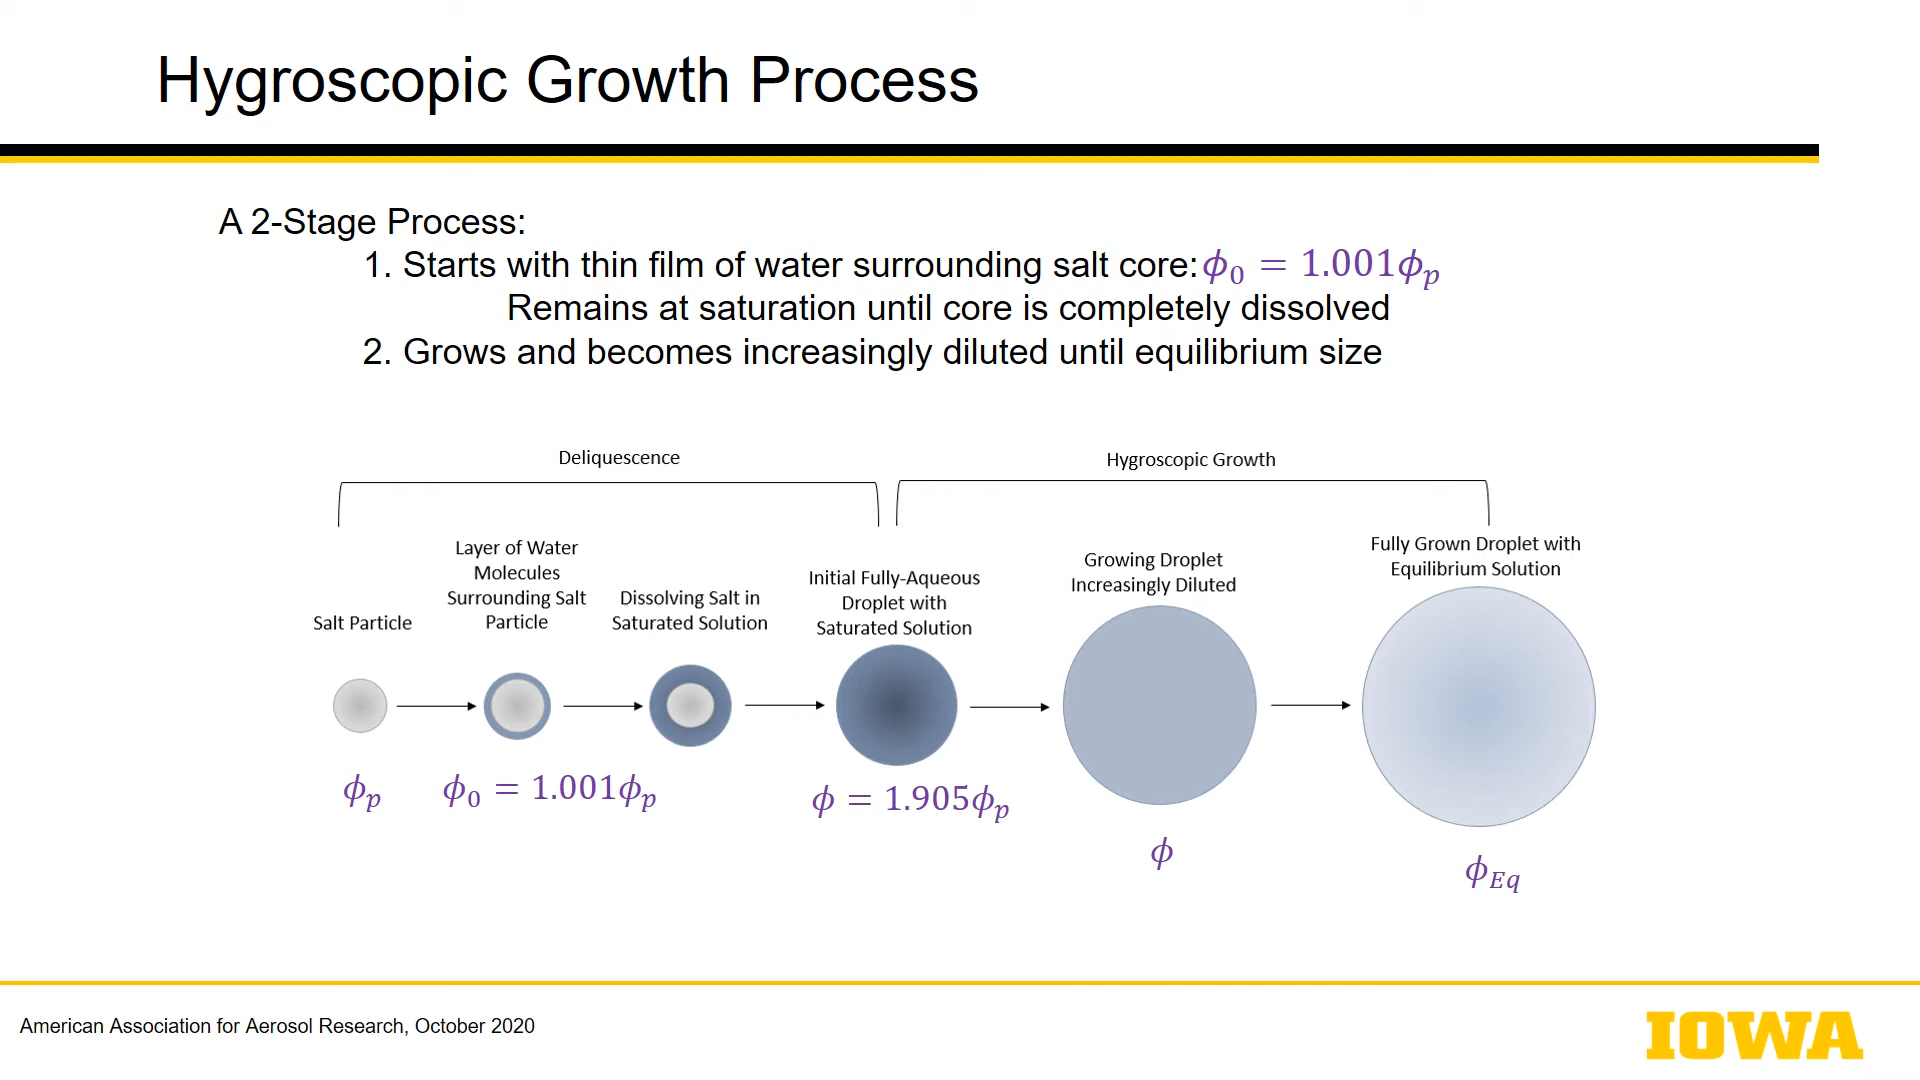 Hygroscopic Growth Process
A 2-Stage Process:
1. Starts with thin film of water surrounding salt core: ϕ₀ = 1.001ϕₚ
Remains at saturation until core is completely dissolved
2. Grows and becomes increasingly diluted until equilibrium size
Deliquescence
Hygroscopic Growth
Salt Particle
Layer of Water
Molecules
Surrounding Salt
Particle
Dissolving Salt in
Saturated Solution
Initial Fully-Aqueous
Droplet with
Saturated Solution
Growing Droplet
Increasingly Diluted
Fully Grown Droplet with
Equilibrium Solution
ϕₚ
ϕ₀ = 1.001ϕₚ
ϕ = 1.905ϕₚ
ϕ
ϕ_Eq
American Association for Aerosol Research, October 2020
IOWA